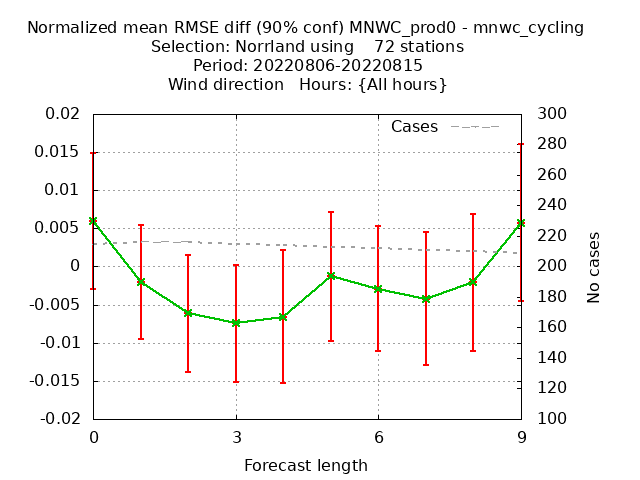 Normalized mean RMSE diff (90% conf) MNWC_prod0 - mnwc_cycling
Selection: Norrland using    72 stations
Period: 20220806-20220815
Wind direction   Hours: {All hours}
0.02
0.015
0.01
0.005
0
-0.005
-0.01
-0.015
-0.02
Cases
300
280
260
240
220
200
180
160
140
120
100
No cases
0 3 6 9
Forecast length